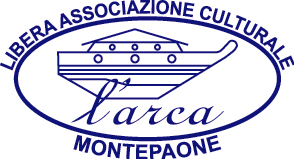 LIBERA ASSOCIAZIONE CULTURALE
l'arca
MONTEPAONE